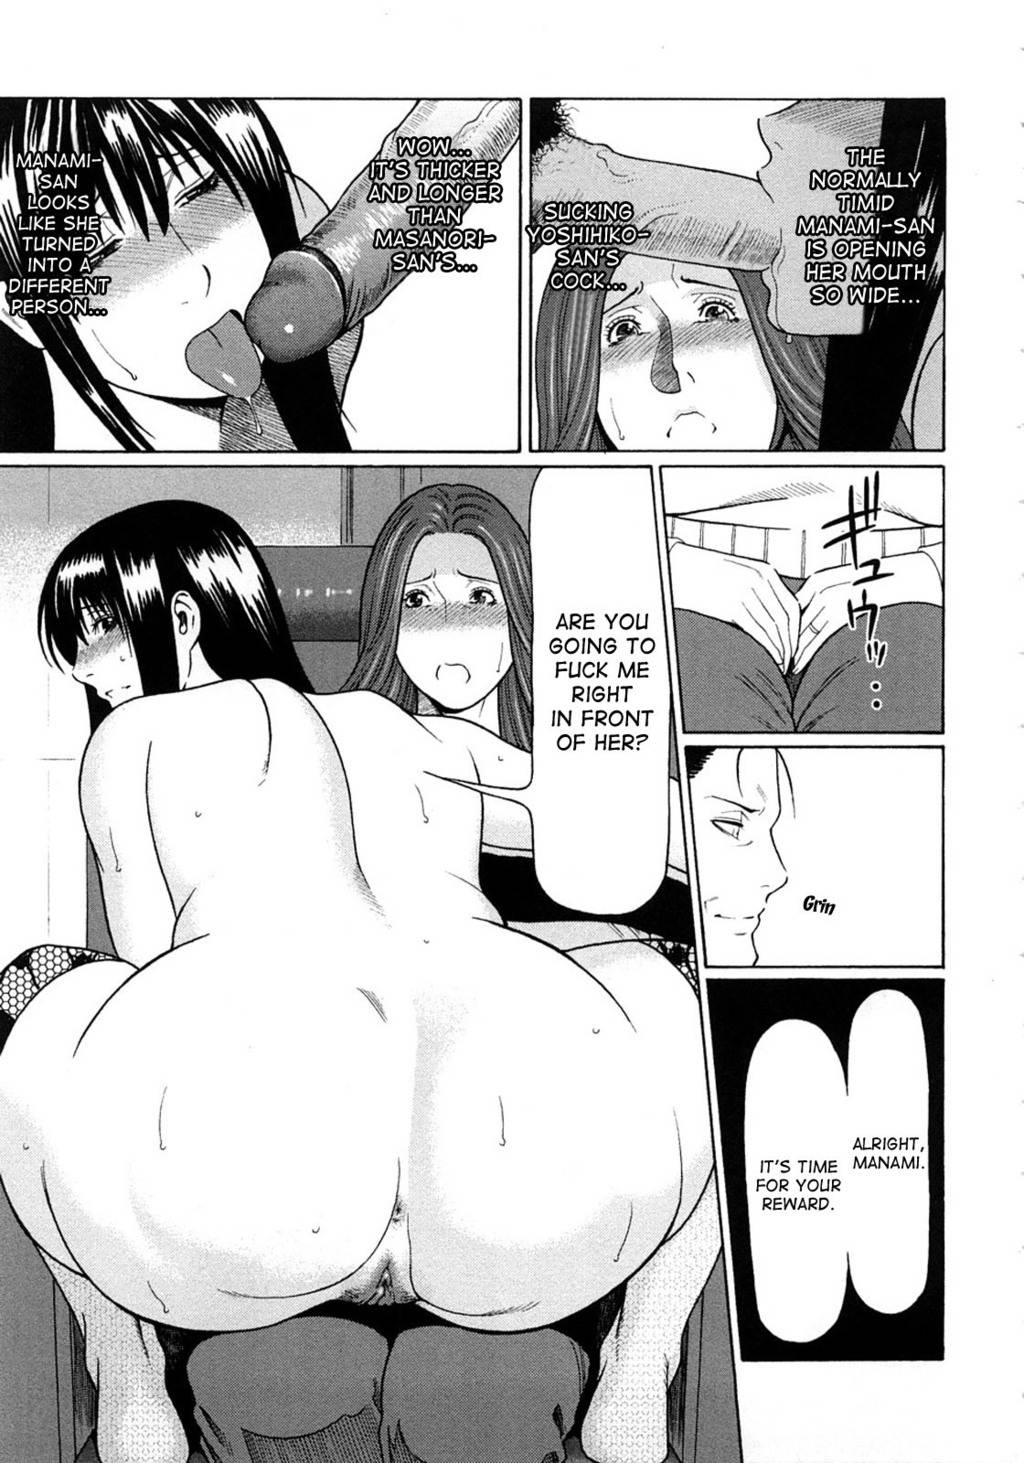 THE
NORMALLY
TIMID
MANAMI-SAN
IS OPENING
HER MOUTH
SO WIDE...
SUCKING
YOSHIHIKO-
SAN'S
COCK...
WOW...
IT'S THICKER
AND LONGER
THAN
MASANORI-
SAN'S...
MANAMI-
SAN
LOOKS
LIKE SHE
TURNED
INTO A
DIFFERENT
PERSON...
ギュウ・・
Grin
ALRIGHT,
MANAMI.
IT'S TIME
FOR YOUR
REWARD.
ARE YOU
GOING TO
FUCK ME
RIGHT
IN FRONT
OF HER?